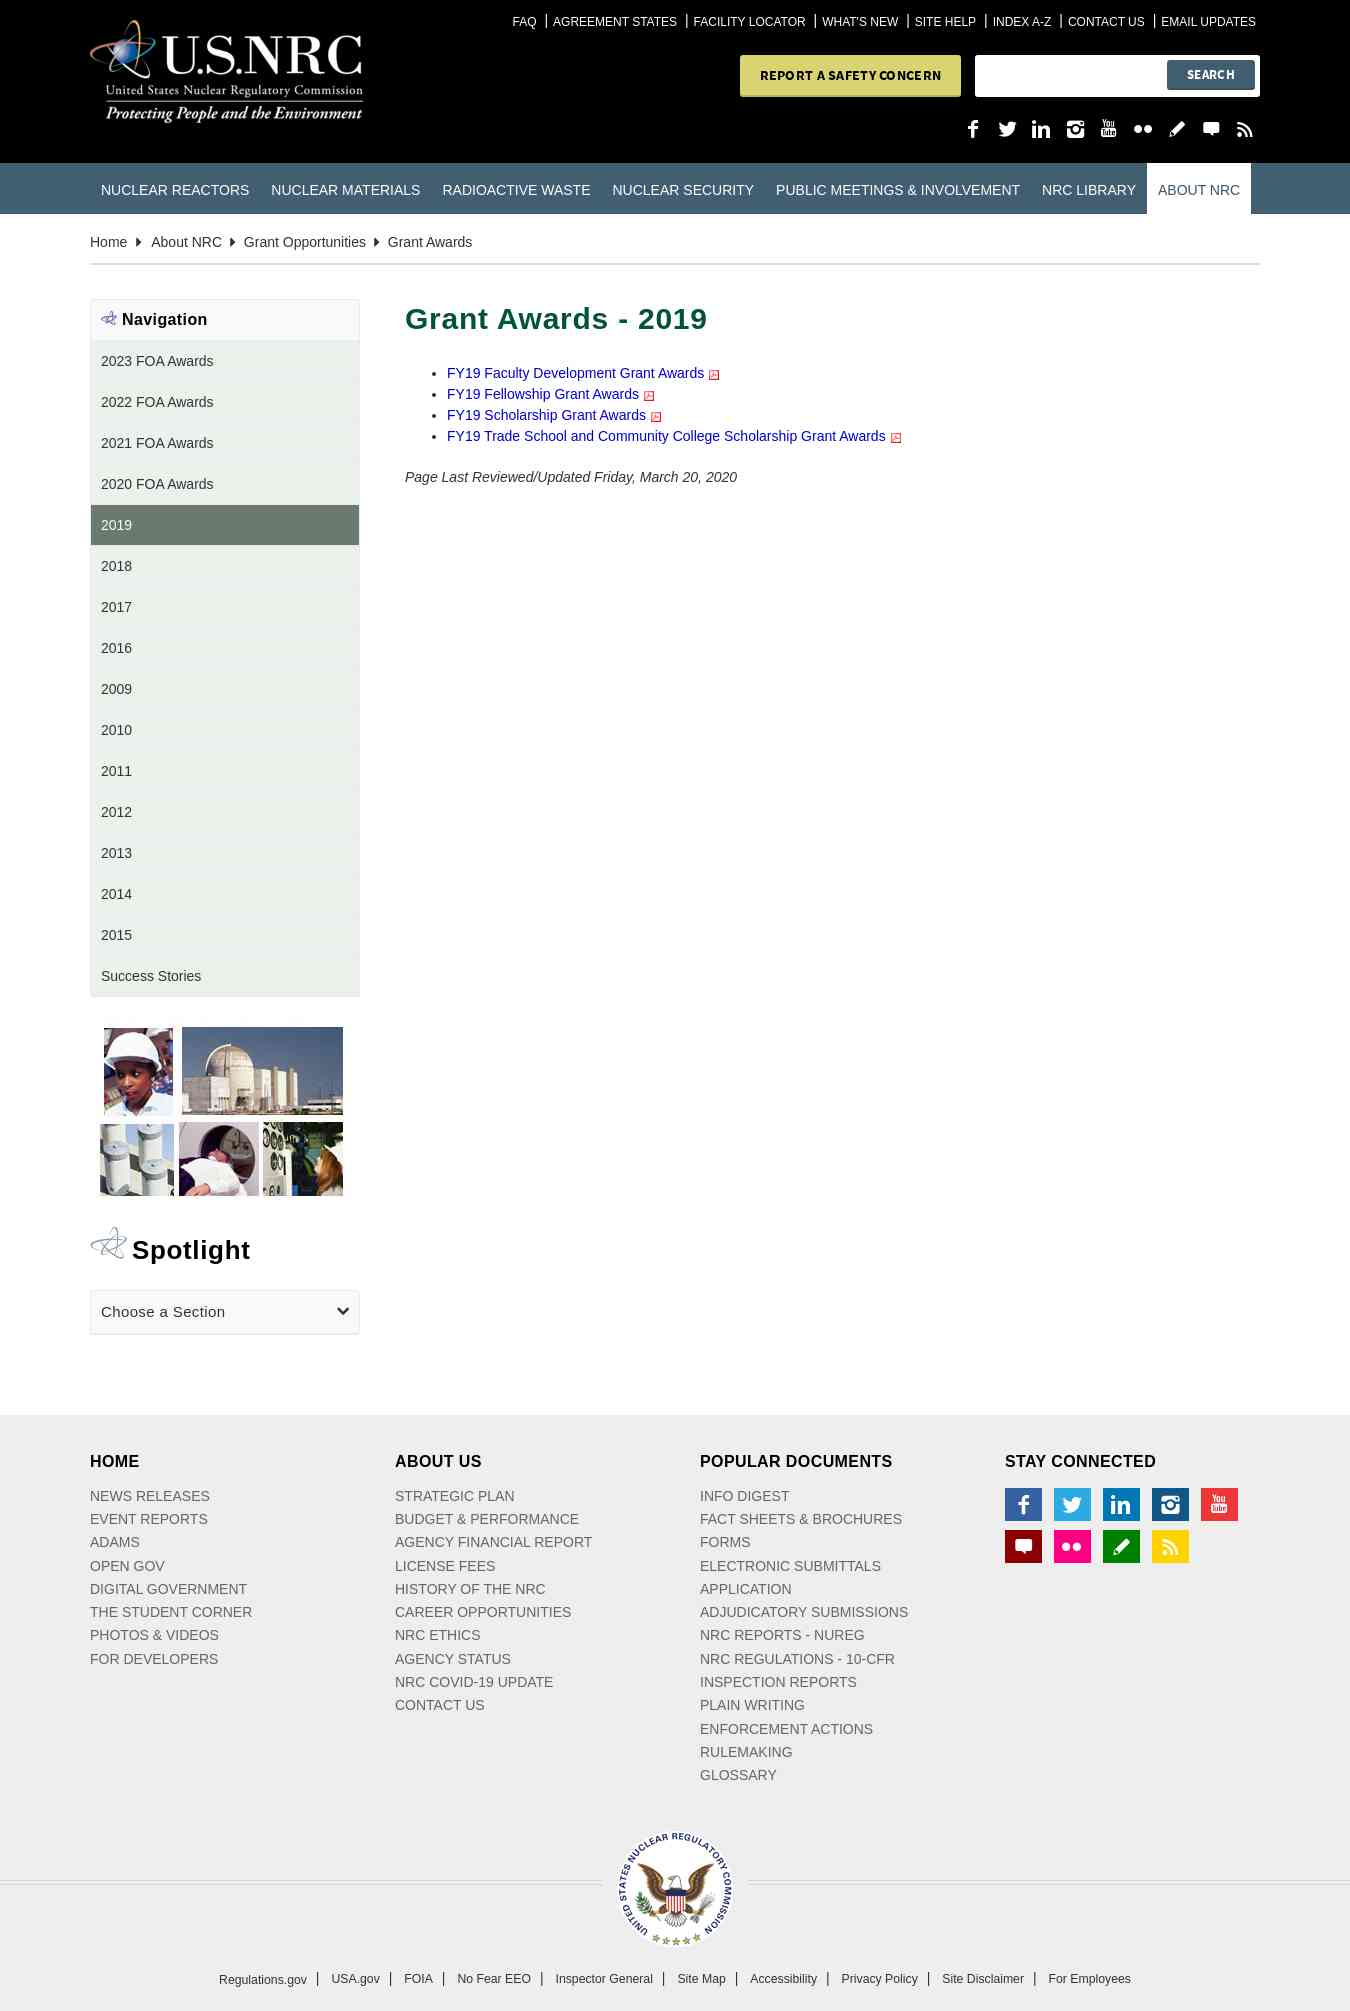 FAQ | AGREEMENT STATES | FACILITY LOCATOR | WHAT'S NEW | SITE HELP | INDEX A-Z | CONTACT US | EMAIL UPDATES
U.S.NRC
United States Nuclear Regulatory Commission
Protecting People and the Environment
REPORT A SAFETY CONCERN
SEARCH
You
Tube
NUCLEAR REACTORS NUCLEAR MATERIALS RADIOACTIVE WASTE NUCLEAR SECURITY PUBLIC MEETINGS & INVOLVEMENT NRC LIBRARY ABOUT NRC
Home About NRC Grant Opportunities Grant Awards
Navigation
2023 FOA Awards
2022 FOA Awards
2021 FOA Awards
2020 FOA Awards
2019
2018
2017
2016
2009
2010
2011
2012
2013
2014
2015
Success Stories
Grant Awards - 2019
• FY19 Faculty Development Grant Awards
• FY19 Fellowship Grant Awards
• FY19 Scholarship Grant Awards
• FY19 Trade School and Community College Scholarship Grant Awards
Page Last Reviewed/Updated Friday, March 20, 2020
Spotlight
Choose a Section
HOME
NEWS RELEASES
EVENT REPORTS
ADAMS
OPEN GOV
DIGITAL GOVERNMENT
THE STUDENT CORNER
PHOTOS & VIDEOS
FOR DEVELOPERS
ABOUT US
STRATEGIC PLAN
BUDGET & PERFORMANCE
AGENCY FINANCIAL REPORT
LICENSE FEES
HISTORY OF THE NRC
CAREER OPPORTUNITIES
NRC ETHICS
AGENCY STATUS
NRC COVID-19 UPDATE
CONTACT US
POPULAR DOCUMENTS
INFO DIGEST
FACT SHEETS & BROCHURES
FORMS
ELECTRONIC SUBMITTALS
APPLICATION
ADJUDICATORY SUBMISSIONS
NRC REPORTS - NUREG
NRC REGULATIONS - 10-CFR
INSPECTION REPORTS
PLAIN WRITING
ENFORCEMENT ACTIONS
RULEMAKING
GLOSSARY
STAY CONNECTED
You
Tube
UNITED STATES NUCLEAR REGULATORY COMMISSION
Regulations.gov | USA.gov | FOIA | No Fear EEO | Inspector General | Site Map | Accessibility | Privacy Policy | Site Disclaimer | For Employees